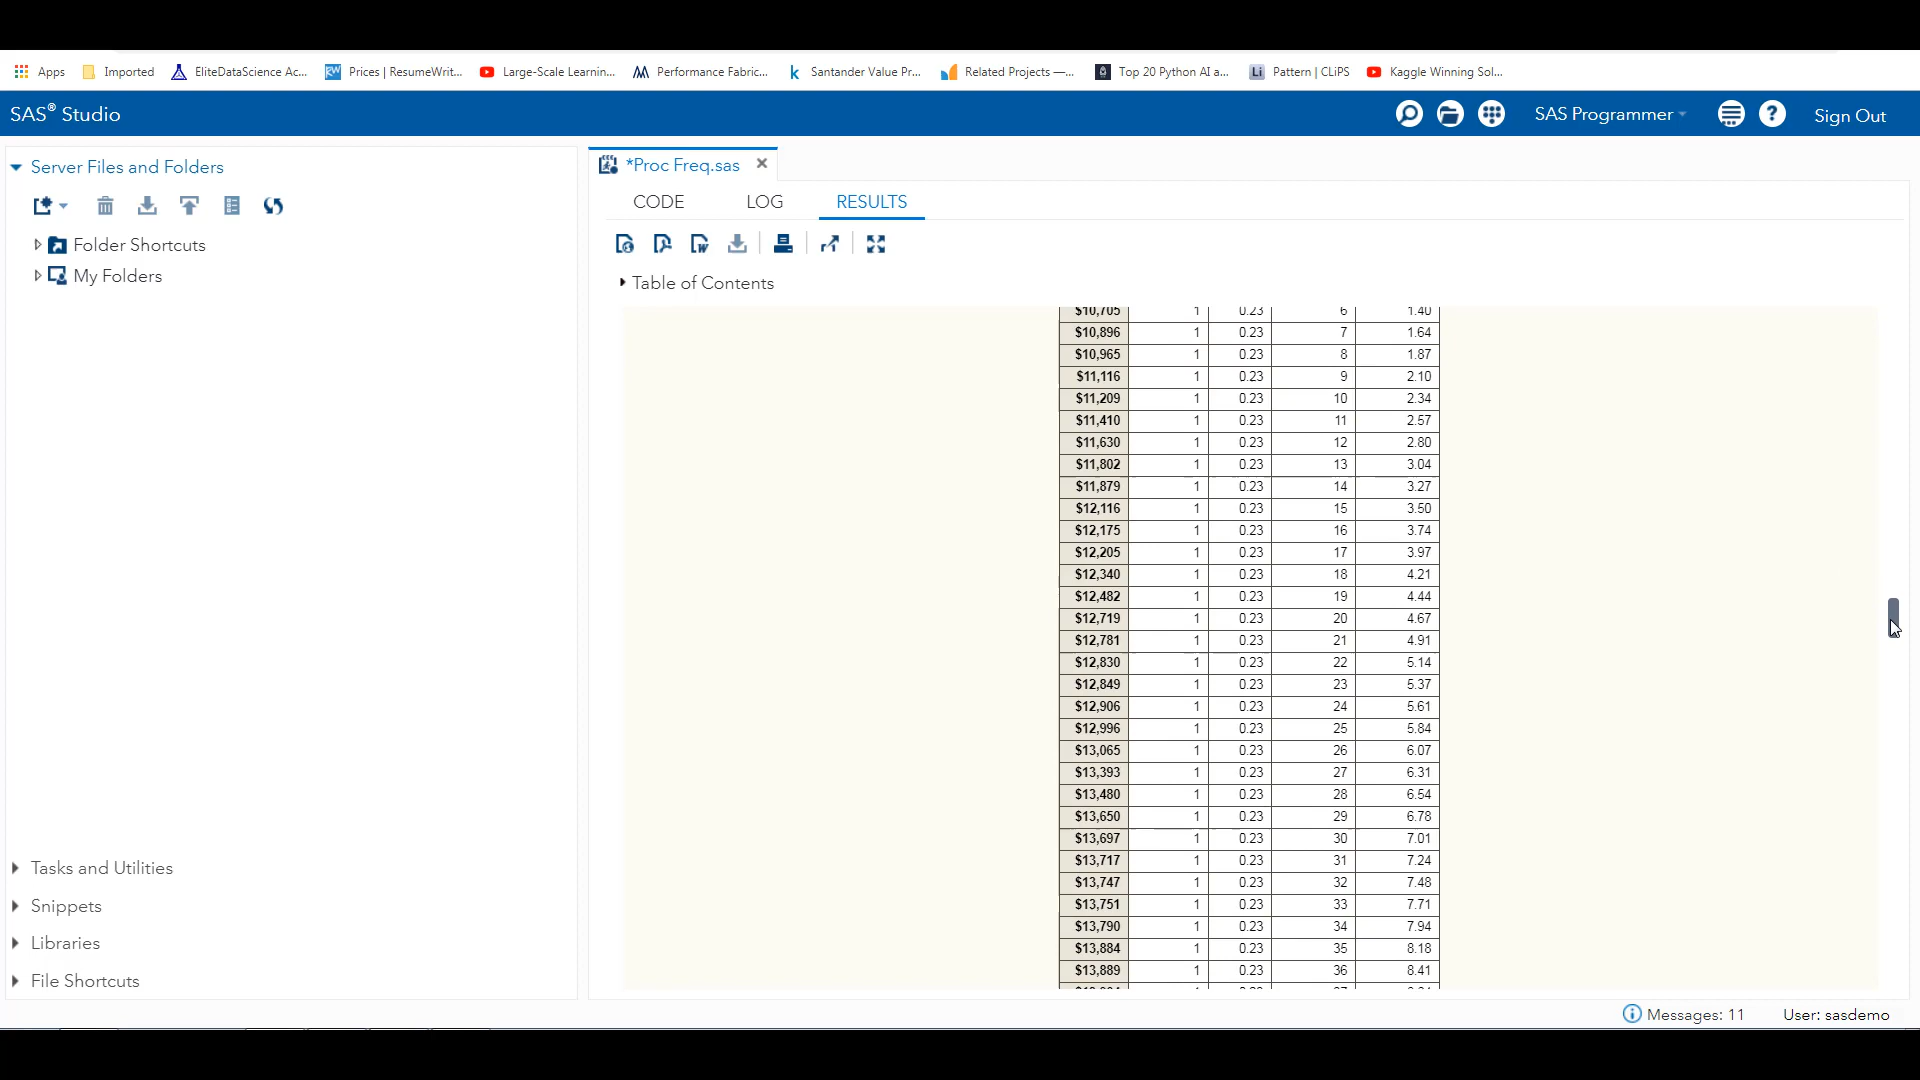 Apps Imported EliteDataScience Ac... Prices | ResumeWrit... Large-Scale Learnin... Performance Fabric... Santander Value Pr... Related Projects —... Top 20 Python AI a... Pattern | CLiPS Kaggle Winning Sol...
SAS® Studio SAS Programmer Sign Out
Server Files and Folders
Folder Shortcuts
My Folders
Tasks and Utilities
Snippets
Libraries
File Shortcuts
*Proc Freq.sas
CODE LOG RESULTS
Table of Contents
$10,705 1 0.23 6 1.40
$10,896 1 0.23 7 1.64
$10,965 1 0.23 8 1.87
$11,116 1 0.23 9 2.10
$11,209 1 0.23 10 2.34
$11,410 1 0.23 11 2.57
$11,630 1 0.23 12 2.80
$11,802 1 0.23 13 3.04
$11,879 1 0.23 14 3.27
$12,116 1 0.23 15 3.50
$12,175 1 0.23 16 3.74
$12,205 1 0.23 17 3.97
$12,340 1 0.23 18 4.21
$12,482 1 0.23 19 4.44
$12,719 1 0.23 20 4.67
$12,781 1 0.23 21 4.91
$12,830 1 0.23 22 5.14
$12,849 1 0.23 23 5.37
$12,906 1 0.23 24 5.61
$12,996 1 0.23 25 5.84
$13,065 1 0.23 26 6.07
$13,393 1 0.23 27 6.31
$13,480 1 0.23 28 6.54
$13,650 1 0.23 29 6.78
$13,697 1 0.23 30 7.01
$13,717 1 0.23 31 7.24
$13,747 1 0.23 32 7.48
$13,751 1 0.23 33 7.71
$13,790 1 0.23 34 7.94
$13,884 1 0.23 35 8.18
$13,889 1 0.23 36 8.41
Messages: 11 User: sasdemo